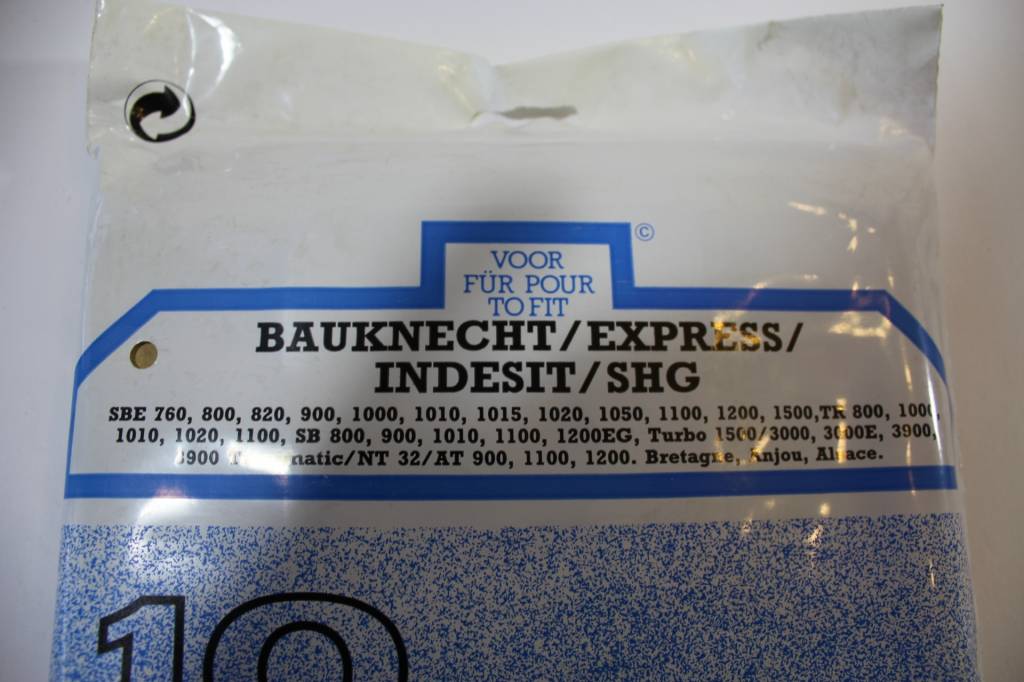 ©
VOOR
FÜR POUR
TO FIT
BAUKNECHT/EXPRESS/
INDESIT/SHG
SBE 760, 800, 820, 900, 1000, 1010, 1015, 1020, 1050, 1100, 1200, 1500,TR 800, 1000,
1010, 1020, 1100, SB 800, 900, 1010, 1100, 1200EG, Turbo 1500/3000, 3000E, 3900,
3900 NT 32/AT 900, 1100, 1200. Bretagne, Anjou, Alsace.
10